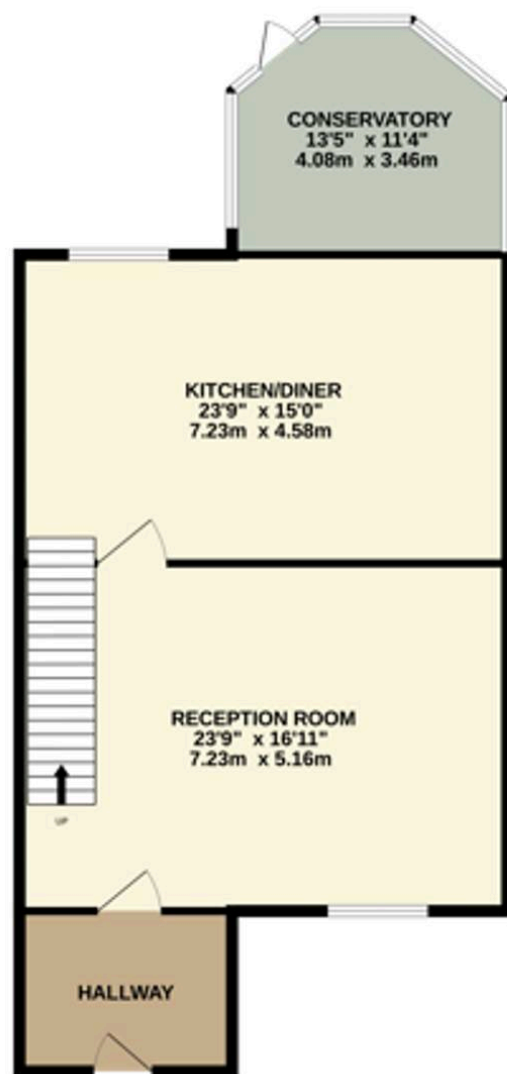 CONSERVATORY
13'5" x 11'4"
4.08m x 3.46m
KITCHEN/DINER
23'9" x 15'0"
7.23m x 4.58m
RECEPTION ROOM
23'9" x 16'11"
7.23m x 5.16m
UP
HALLWAY